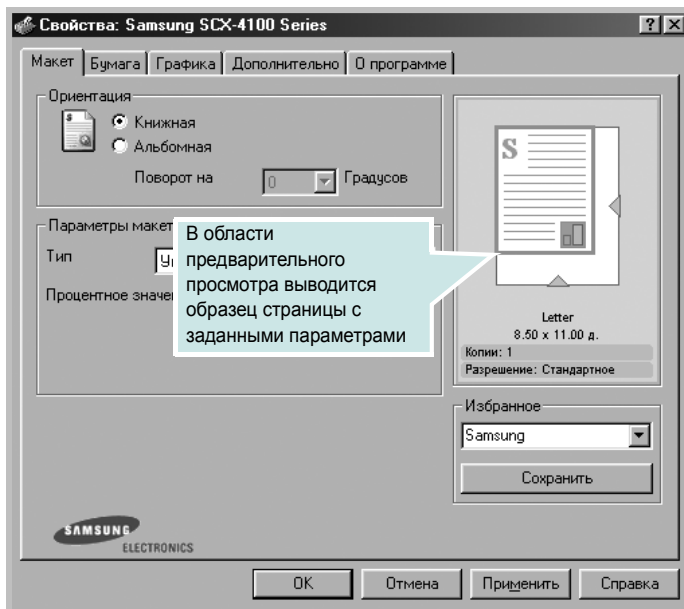 Свойства: Samsung SCX-4100 Series
Макет Бумага Графика Дополнительно О программе
Ориентация
Книжная
Альбомная
Поворот на 0 Градусов
Параметры макет
Тип
Процентное
В области
предварительного
просмотра выводится
образец страницы с
заданными параметрами
S
Letter
8.50 x 11.00 д.
Копии: 1
Разрешение: Стандартное
Избранное
Samsung
Сохранить
SAMSUNG
ELECTRONICS
OK Отмена Применить Справка